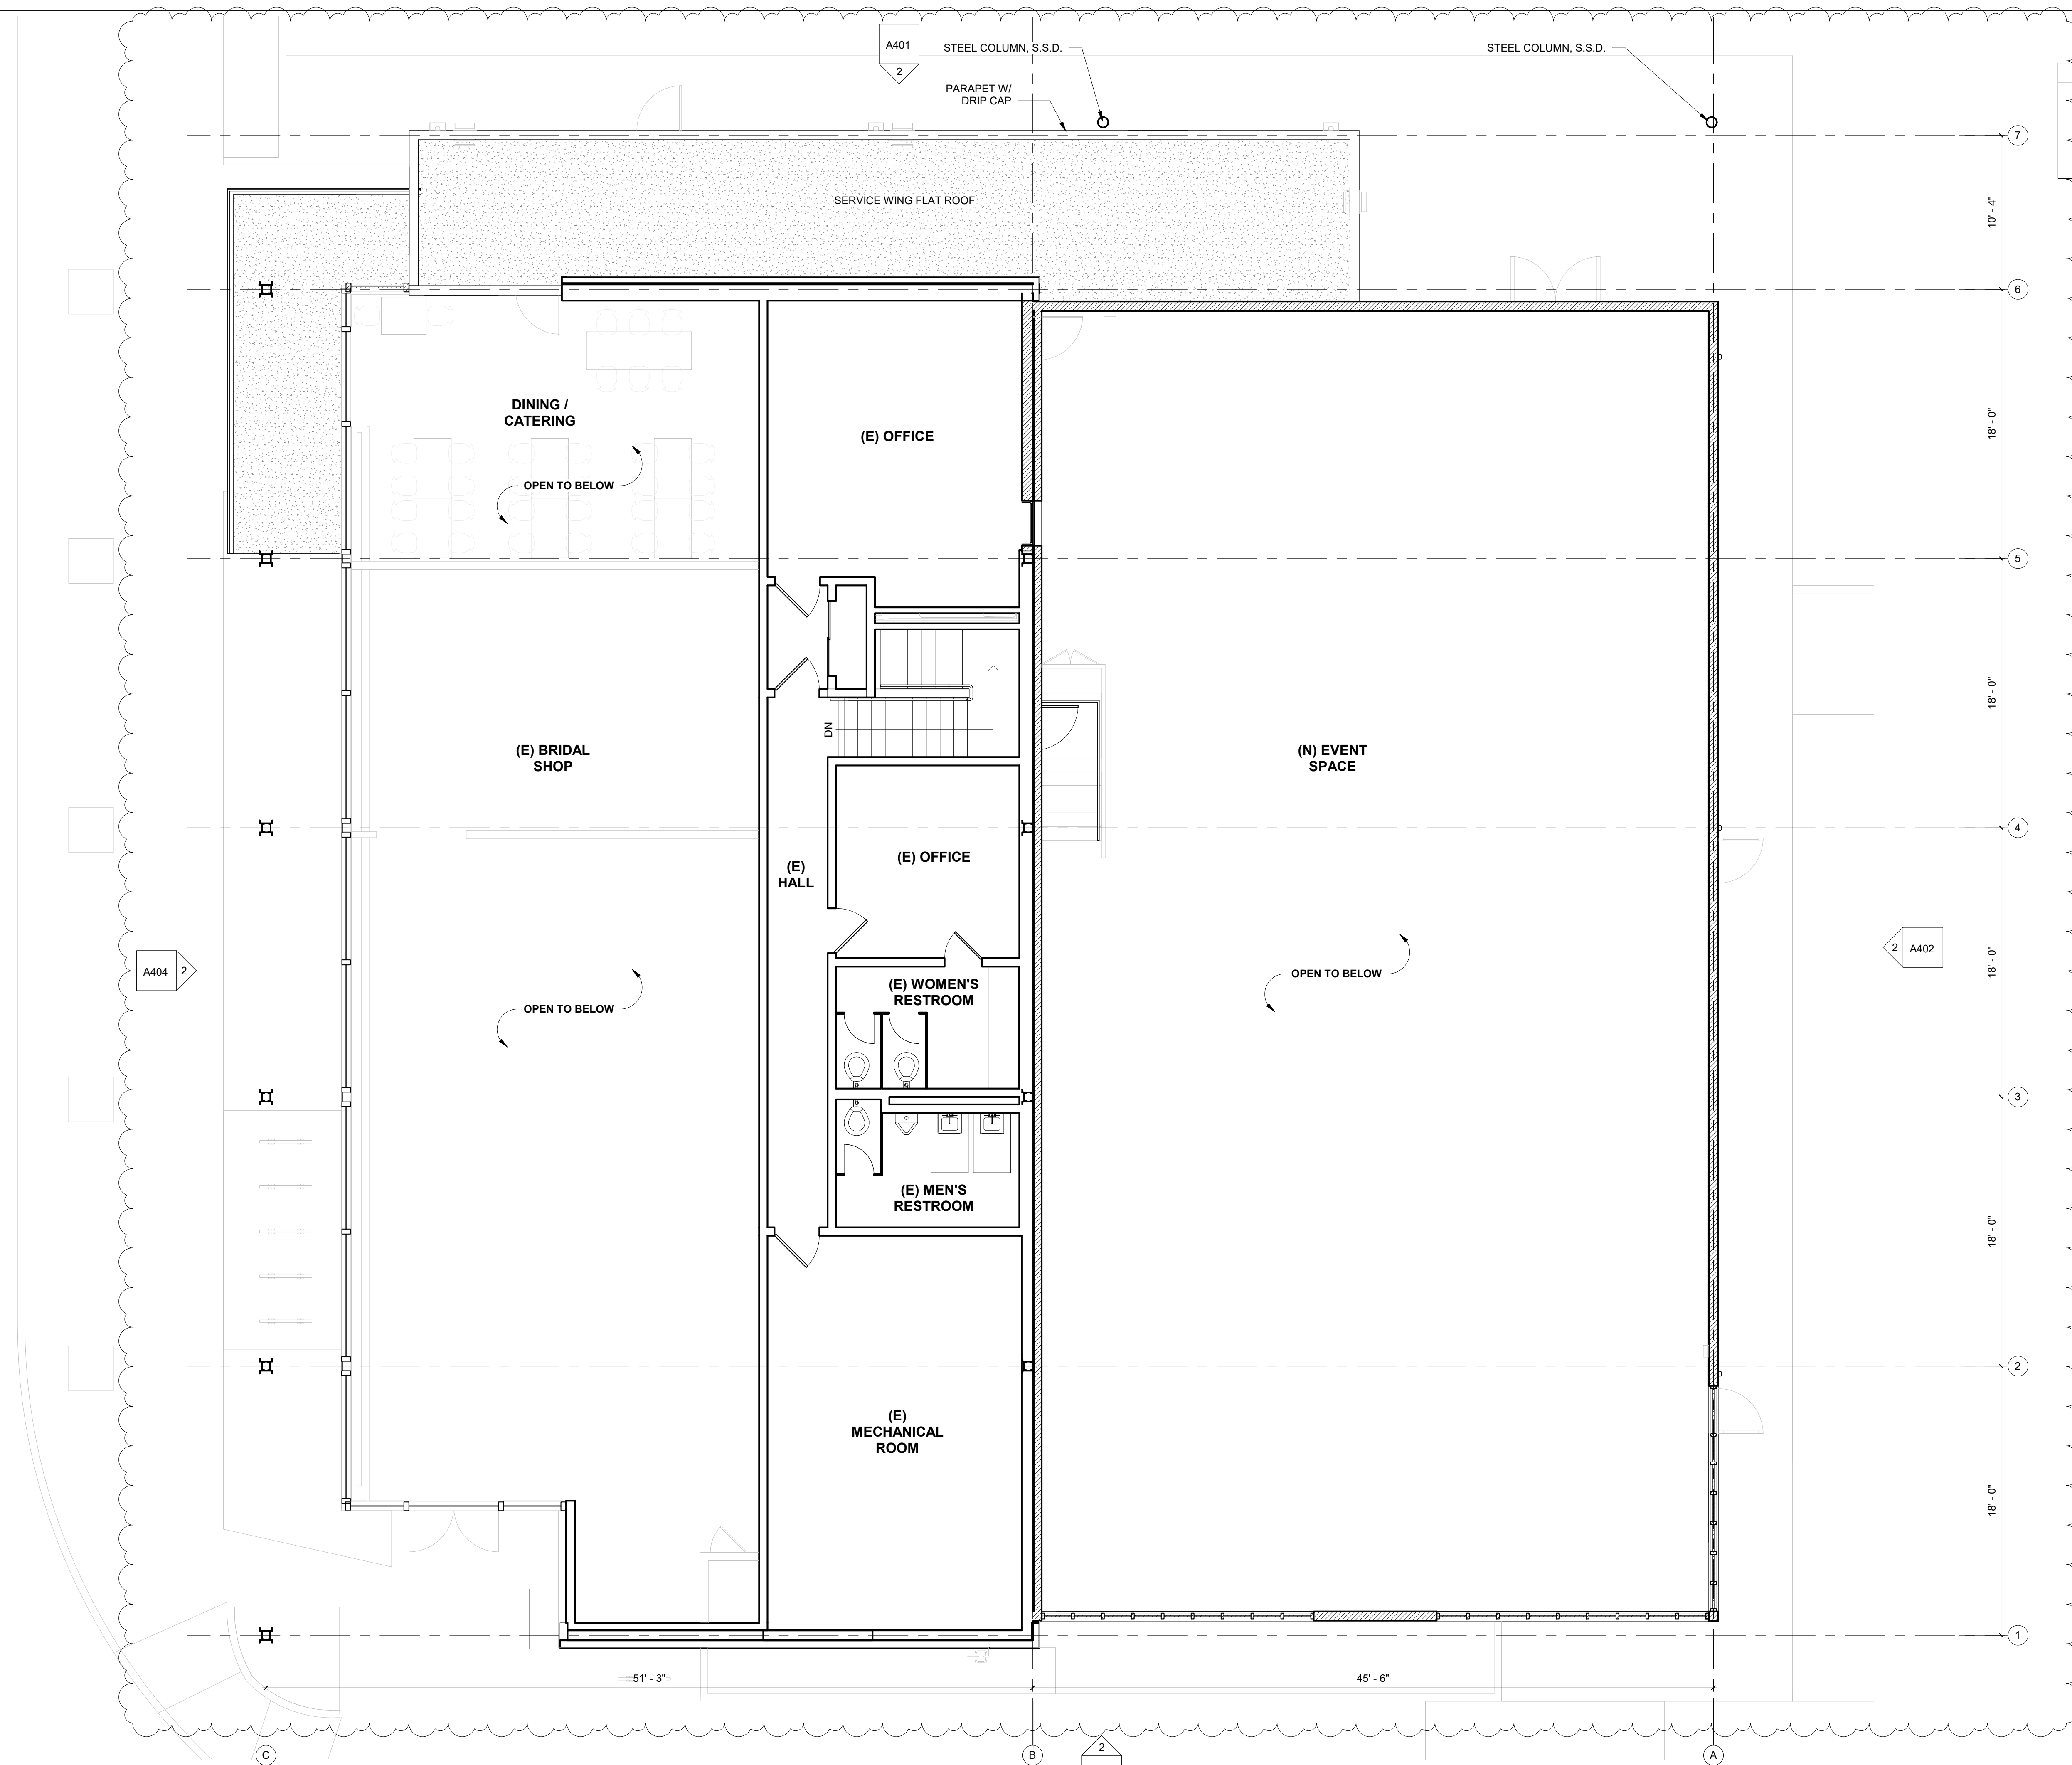 A401
2
STEEL COLUMN, S.S.D.
STEEL COLUMN, S.S.D.
PARAPET W/
DRIP CAP
7
10' - 4"
SERVICE WING FLAT ROOF
6
DINING /
CATERING
18' - 0"
(E) OFFICE
OPEN TO BELOW
5
18' - 0"
DN
(E) BRIDAL
SHOP
(N) EVENT
SPACE
4
(E) OFFICE
(E)
HALL
A404
2
2
A402
18' - 0"
OPEN TO BELOW
(E) WOMEN'S
RESTROOM
OPEN TO BELOW
3
(E) MEN'S
RESTROOM
18' - 0"
2
(E)
MECHANICAL
ROOM
18' - 0"
1
51' - 3"
45' - 6"
2
C
B
A